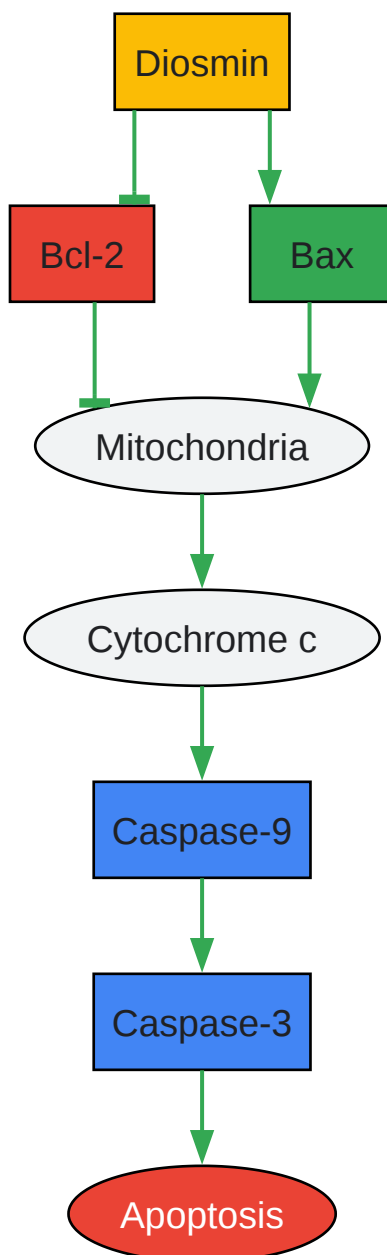 Diosmin
Bcl-2
Bax
Mitochondria
Cytochrome c
Caspase-9
Caspase-3
Apoptosis